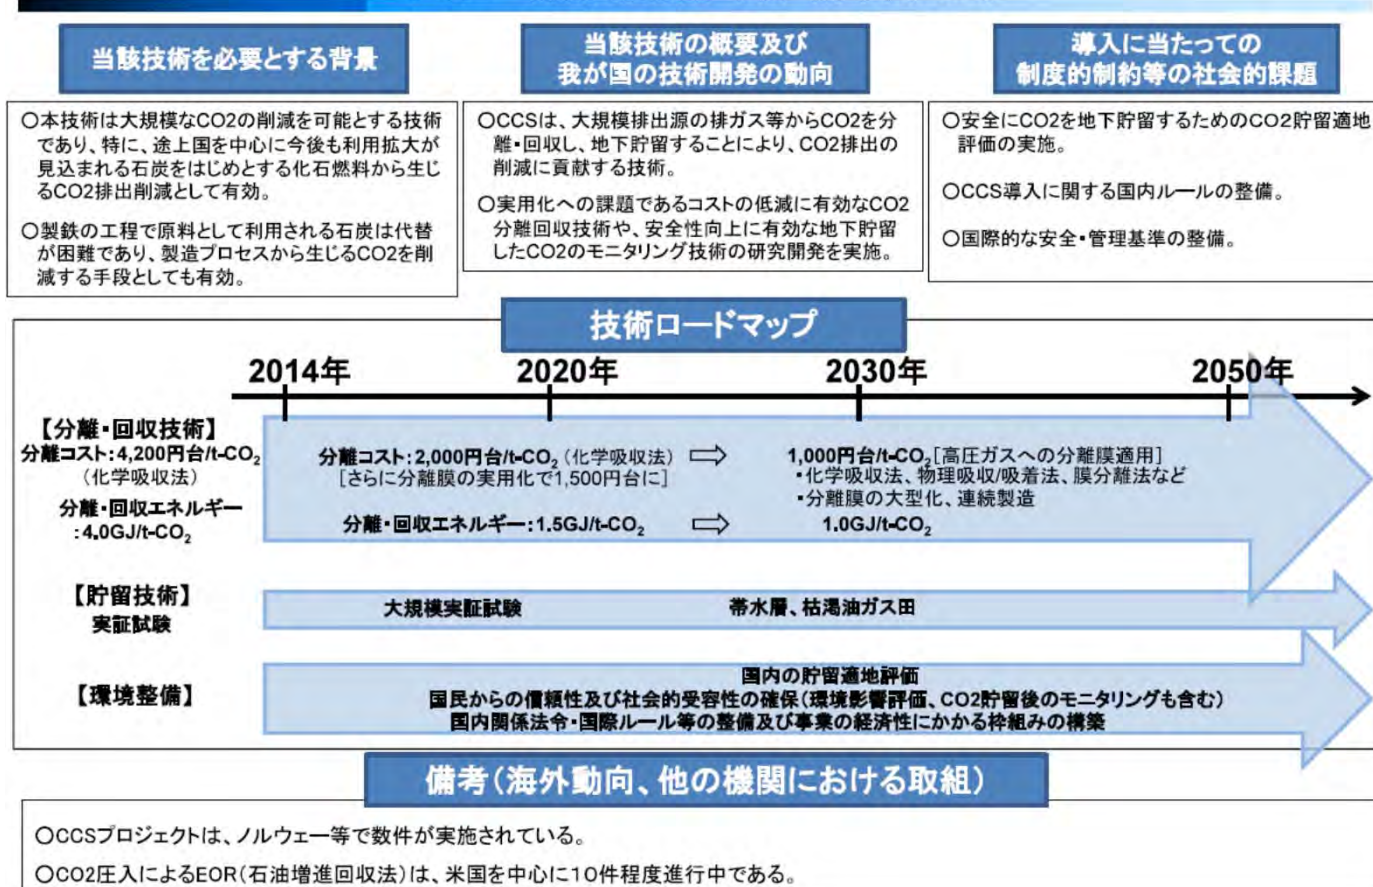 当該技術を必要とする背景
○本技術は大規模なCO2の削減を可能とする技術
であり、特に、途上国を中心に今後も利用拡大が
見込まれる石炭をはじめとする化石燃料から生じ
るCO2排出削減として有効。
○製鉄の工程で原料として利用される石炭は代替
が困難であり、製造プロセスから生じるCO2を削
減する手段としても有効。
当該技術の概要及び
我が国の技術開発の動向
○CCSは、大規模排出源の排ガス等からCO2を分
離・回収し、地下貯留することにより、CO2排出の
削減に貢献する技術。
○実用化への課題であるコストの低減に有効なCO2
分離回収技術や、安全性向上に有効な地下貯留
したCO2のモニタリング技術の研究開発を実施。
導入に当たっての
制度的制約等の社会的課題
○安全にCO2を地下貯留するためのCO2貯留適地
評価の実施。
○CCS導入に関する国内ルールの整備。
○国際的な安全・管理基準の整備。
技術ロードマップ
2014年 2020年 2030年 2050年
【分離・回収技術】
分離コスト:4,200円台/t-CO₂
(化学吸収法)
分離・回収エネルギー
:4.0GJ/t-CO₂
分離コスト:2,000円台/t-CO₂(化学吸収法) ⇨
[さらに分離膜の実用化で1,500円台に]
1,000円台/t-CO₂[高圧ガスへの分離膜適用]
・化学吸収法、物理吸収/吸着法、膜分離法など
・分離膜の大型化、連続製造
分離・回収エネルギー:1.5GJ/t-CO₂ ⇨ 1.0GJ/t-CO₂
【貯留技術】
実証試験
大規模実証試験 帯水層、枯渇油ガス田
【環境整備】
国内の貯留適地評価
国民からの信頼性及び社会的受容性の確保(環境影響評価、CO2貯留後のモニタリングも含む)
国内関係法令・国際ルール等の整備及び事業の経済性にかかる枠組みの構築
備考(海外動向、他の機関における取組)
○CCSプロジェクトは、ノルウェー等で数件が実施されている。
○CO2圧入によるEOR(石油増進回収法)は、米国を中心に10件程度進行中である。